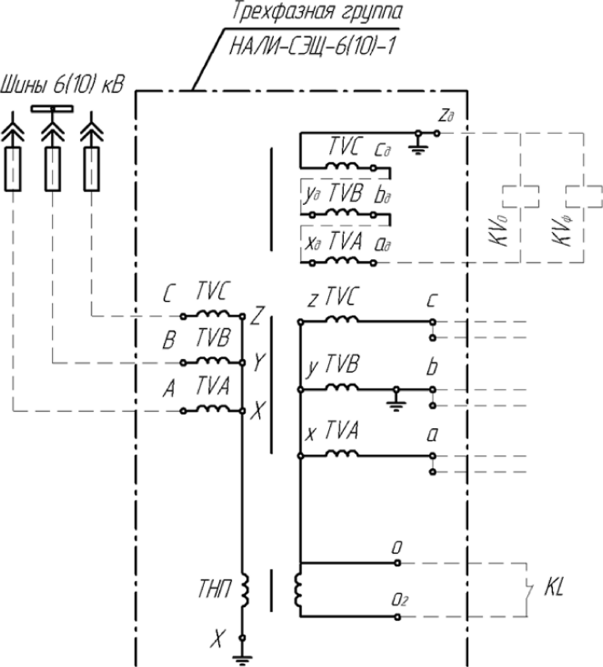 Трехфазная группа
НАЛИ-СЭЩ-6(10)-1
Шины 6(10) кВ
zд
TVC cд
yд TVB bд
xд TVA aд
KV0
KVф
C TVC Z
B TVB Y
A TVA X
z TVC c
y TVB b
x TVA a
ТНП
X
o
o2
KL